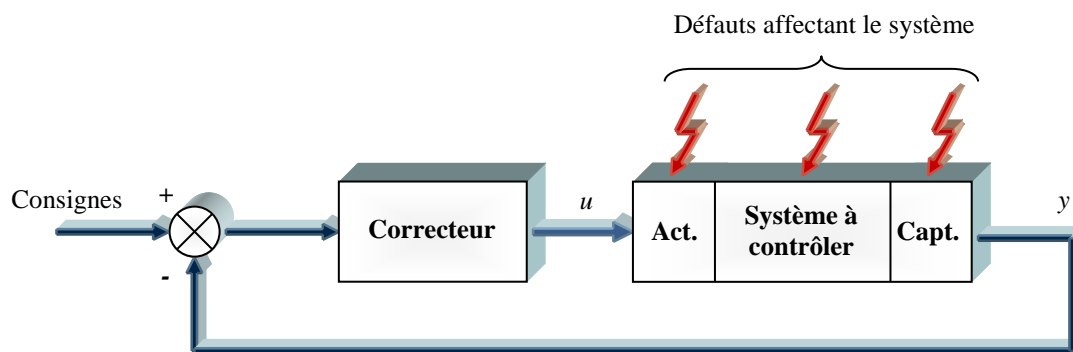 Défauts affectant le système
Consignes
+
-
Correcteur
u
Act.
Système à
contrôler
Capt.
y